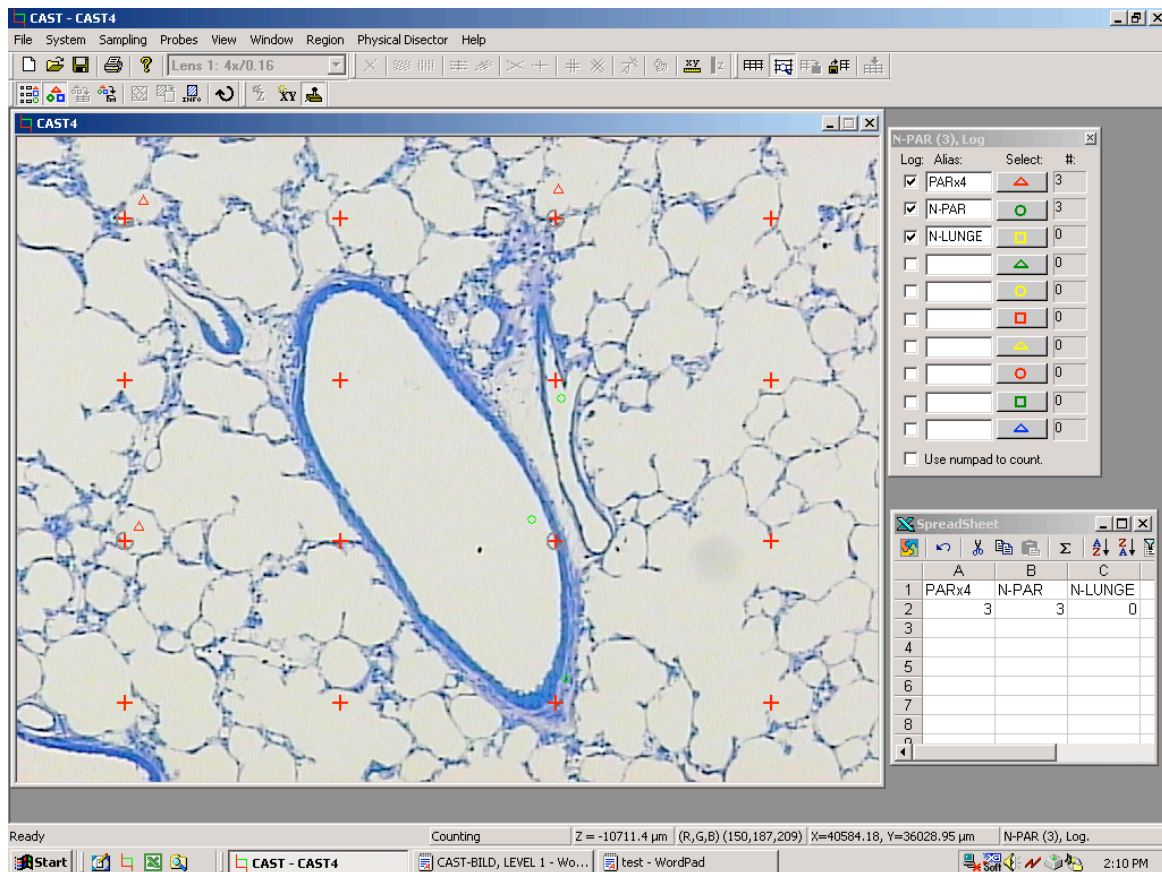 CAST - CAST4
File System Sampling Probes View Window Region Physical Disector Help
Lens 1: 4x/0.16
xy z
INFO Z XY
CAST4
N-PAR (3), Log
Log: Alias: Select: #:
PARx4 3
N-PAR 3
N-LUNGE 0
0
0
0
0
0
0
0
Use numpad to count.
SpreadSheet
Σ
A B C
1 PARx4 N-PAR N-LUNGE
2 3 3 0
3
4
5
6
7
8
9
Ready Counting Z = -10711.4 µm (R,G,B) (150,187,209) X=40584.18, Y=36028.95 µm N-PAR (3), Log.
Start CAST - CAST4 CAST-BILD, LEVEL 1 - Wo... test - WordPad 2:10 PM